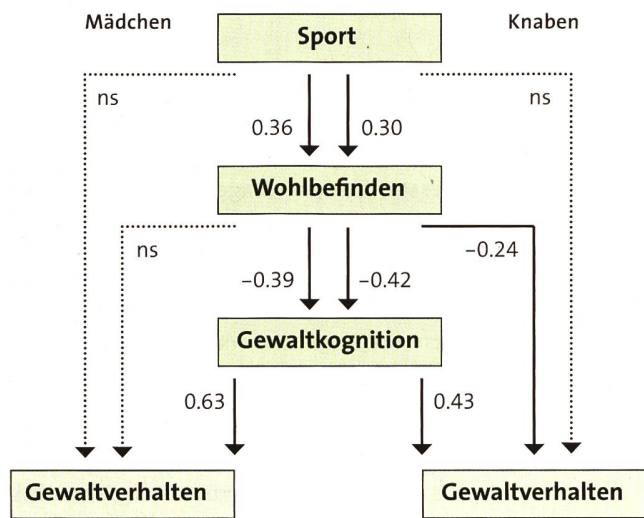 Mädchen
Sport
Knaben
ns
ns
0.36
0.30
Wohlbefinden
ns
−0.24
−0.39
−0.42
Gewaltkognition
0.63
0.43
Gewaltverhalten
Gewaltverhalten